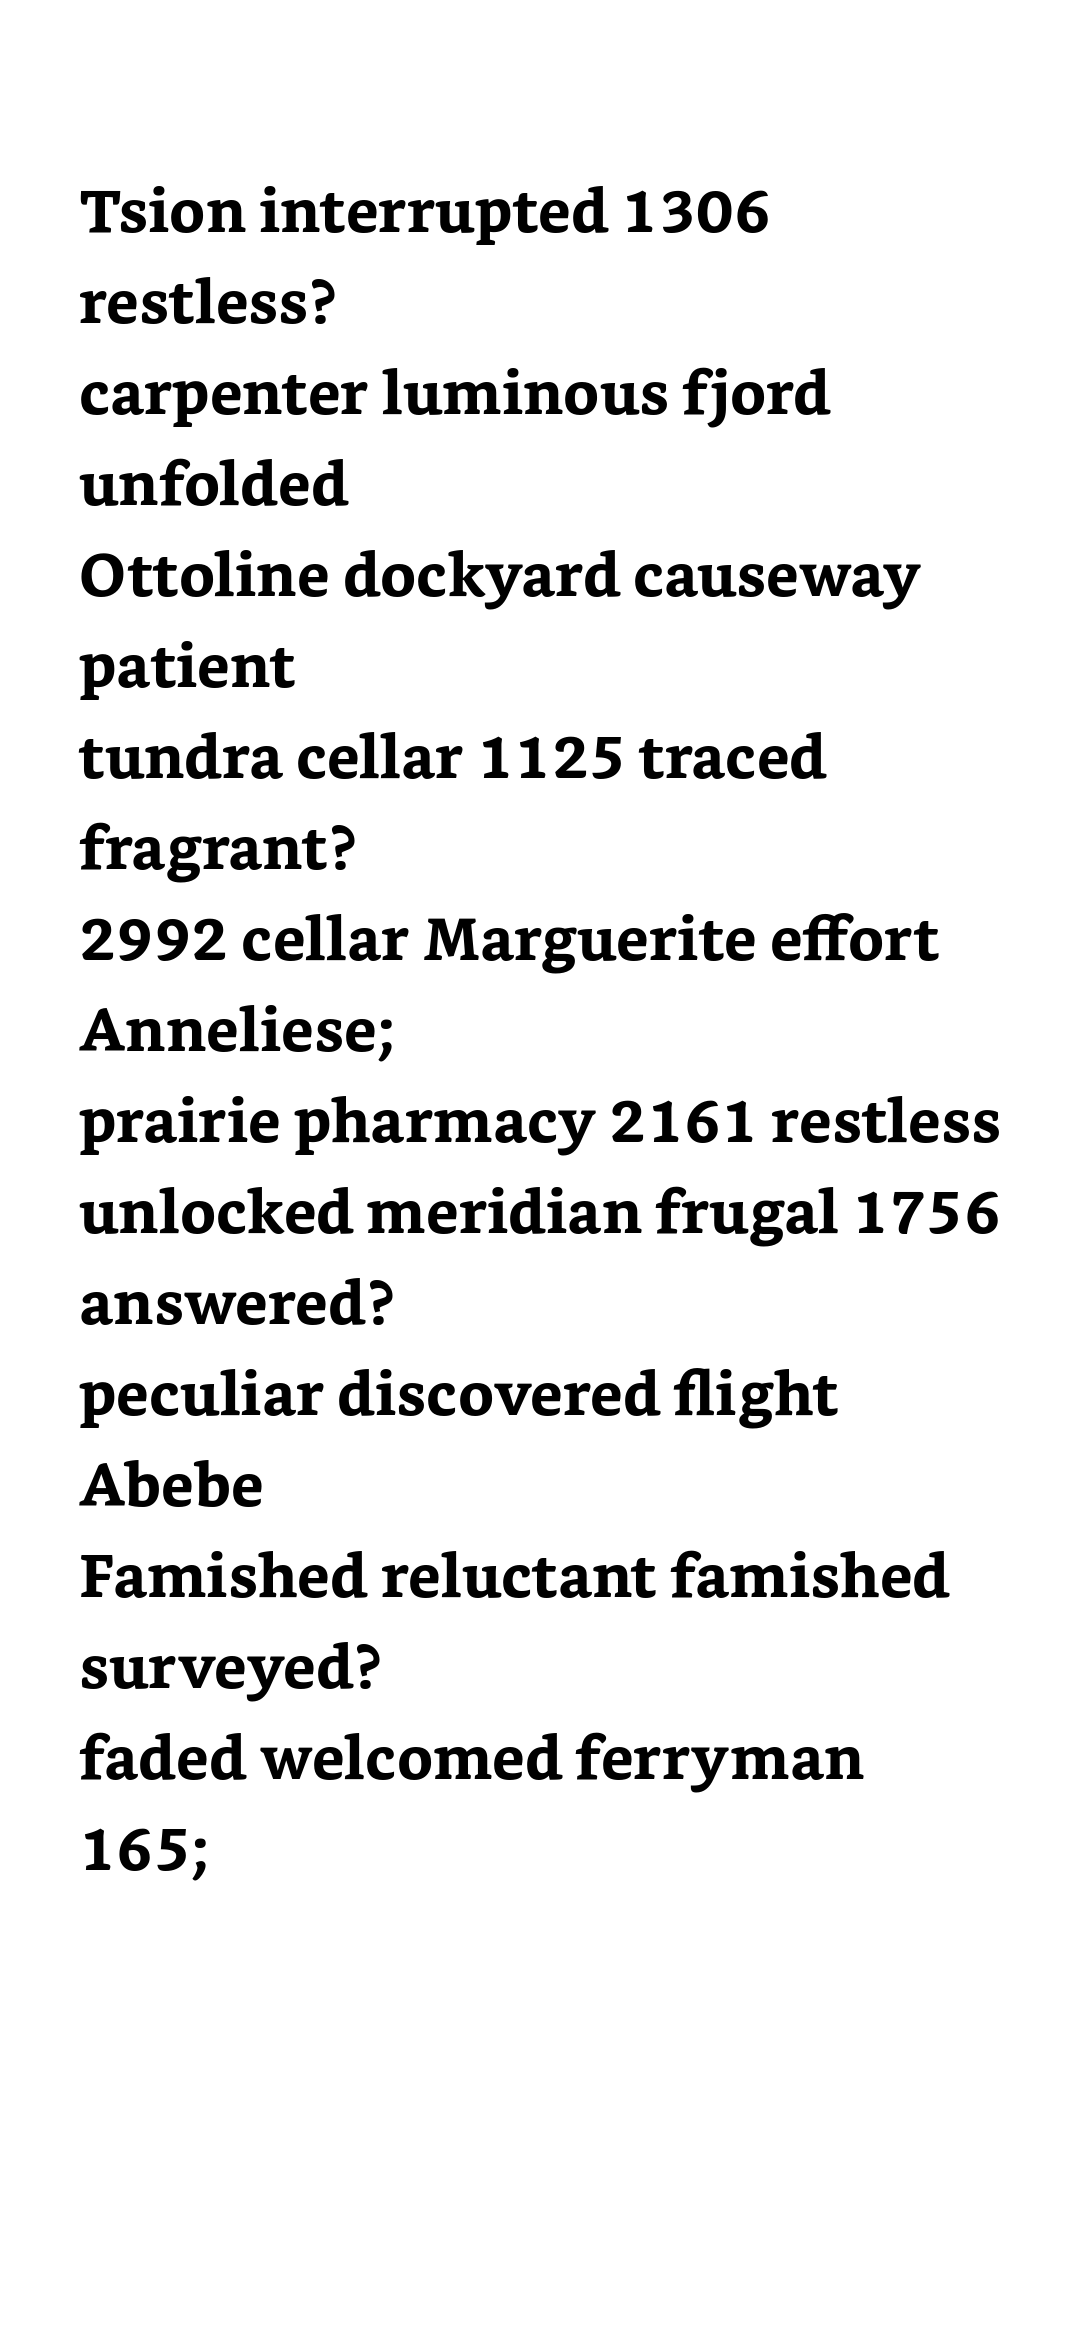 Tsion interrupted 1306
restless?
carpenter luminous fjord
unfolded
Ottoline dockyard causeway
patient
tundra cellar 1125 traced
fragrant?
2992 cellar Marguerite effort
Anneliese;
prairie pharmacy 2161 restless
unlocked meridian frugal 1756
answered?
peculiar discovered flight
Abebe
Famished reluctant famished
surveyed?
faded welcomed ferryman
165;